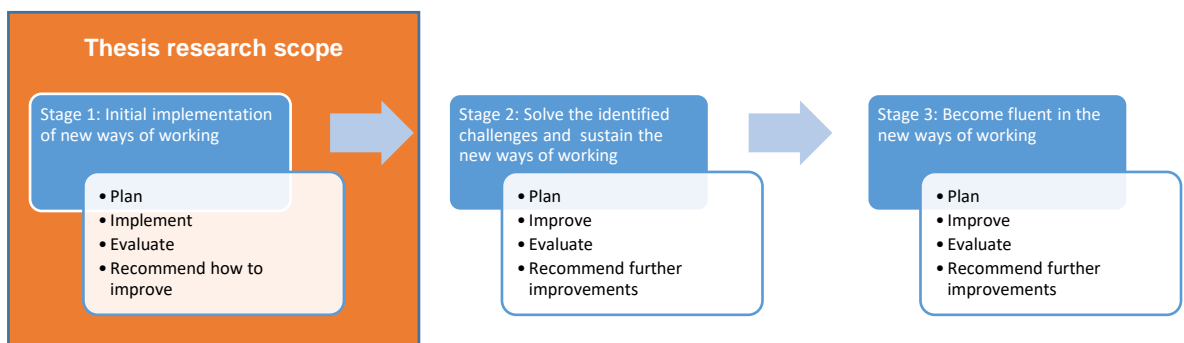 Thesis research scope
Stage 1: Initial implementation
of new ways of working
• Plan
• Implement
• Evaluate
• Recommend how to
improve
Stage 2: Solve the identified
challenges and  sustain the
new ways of working
• Plan
• Improve
• Evaluate
• Recommend further
improvements
Stage 3: Become fluent in the
new ways of working
• Plan
• Improve
• Evaluate
• Recommend further
improvements